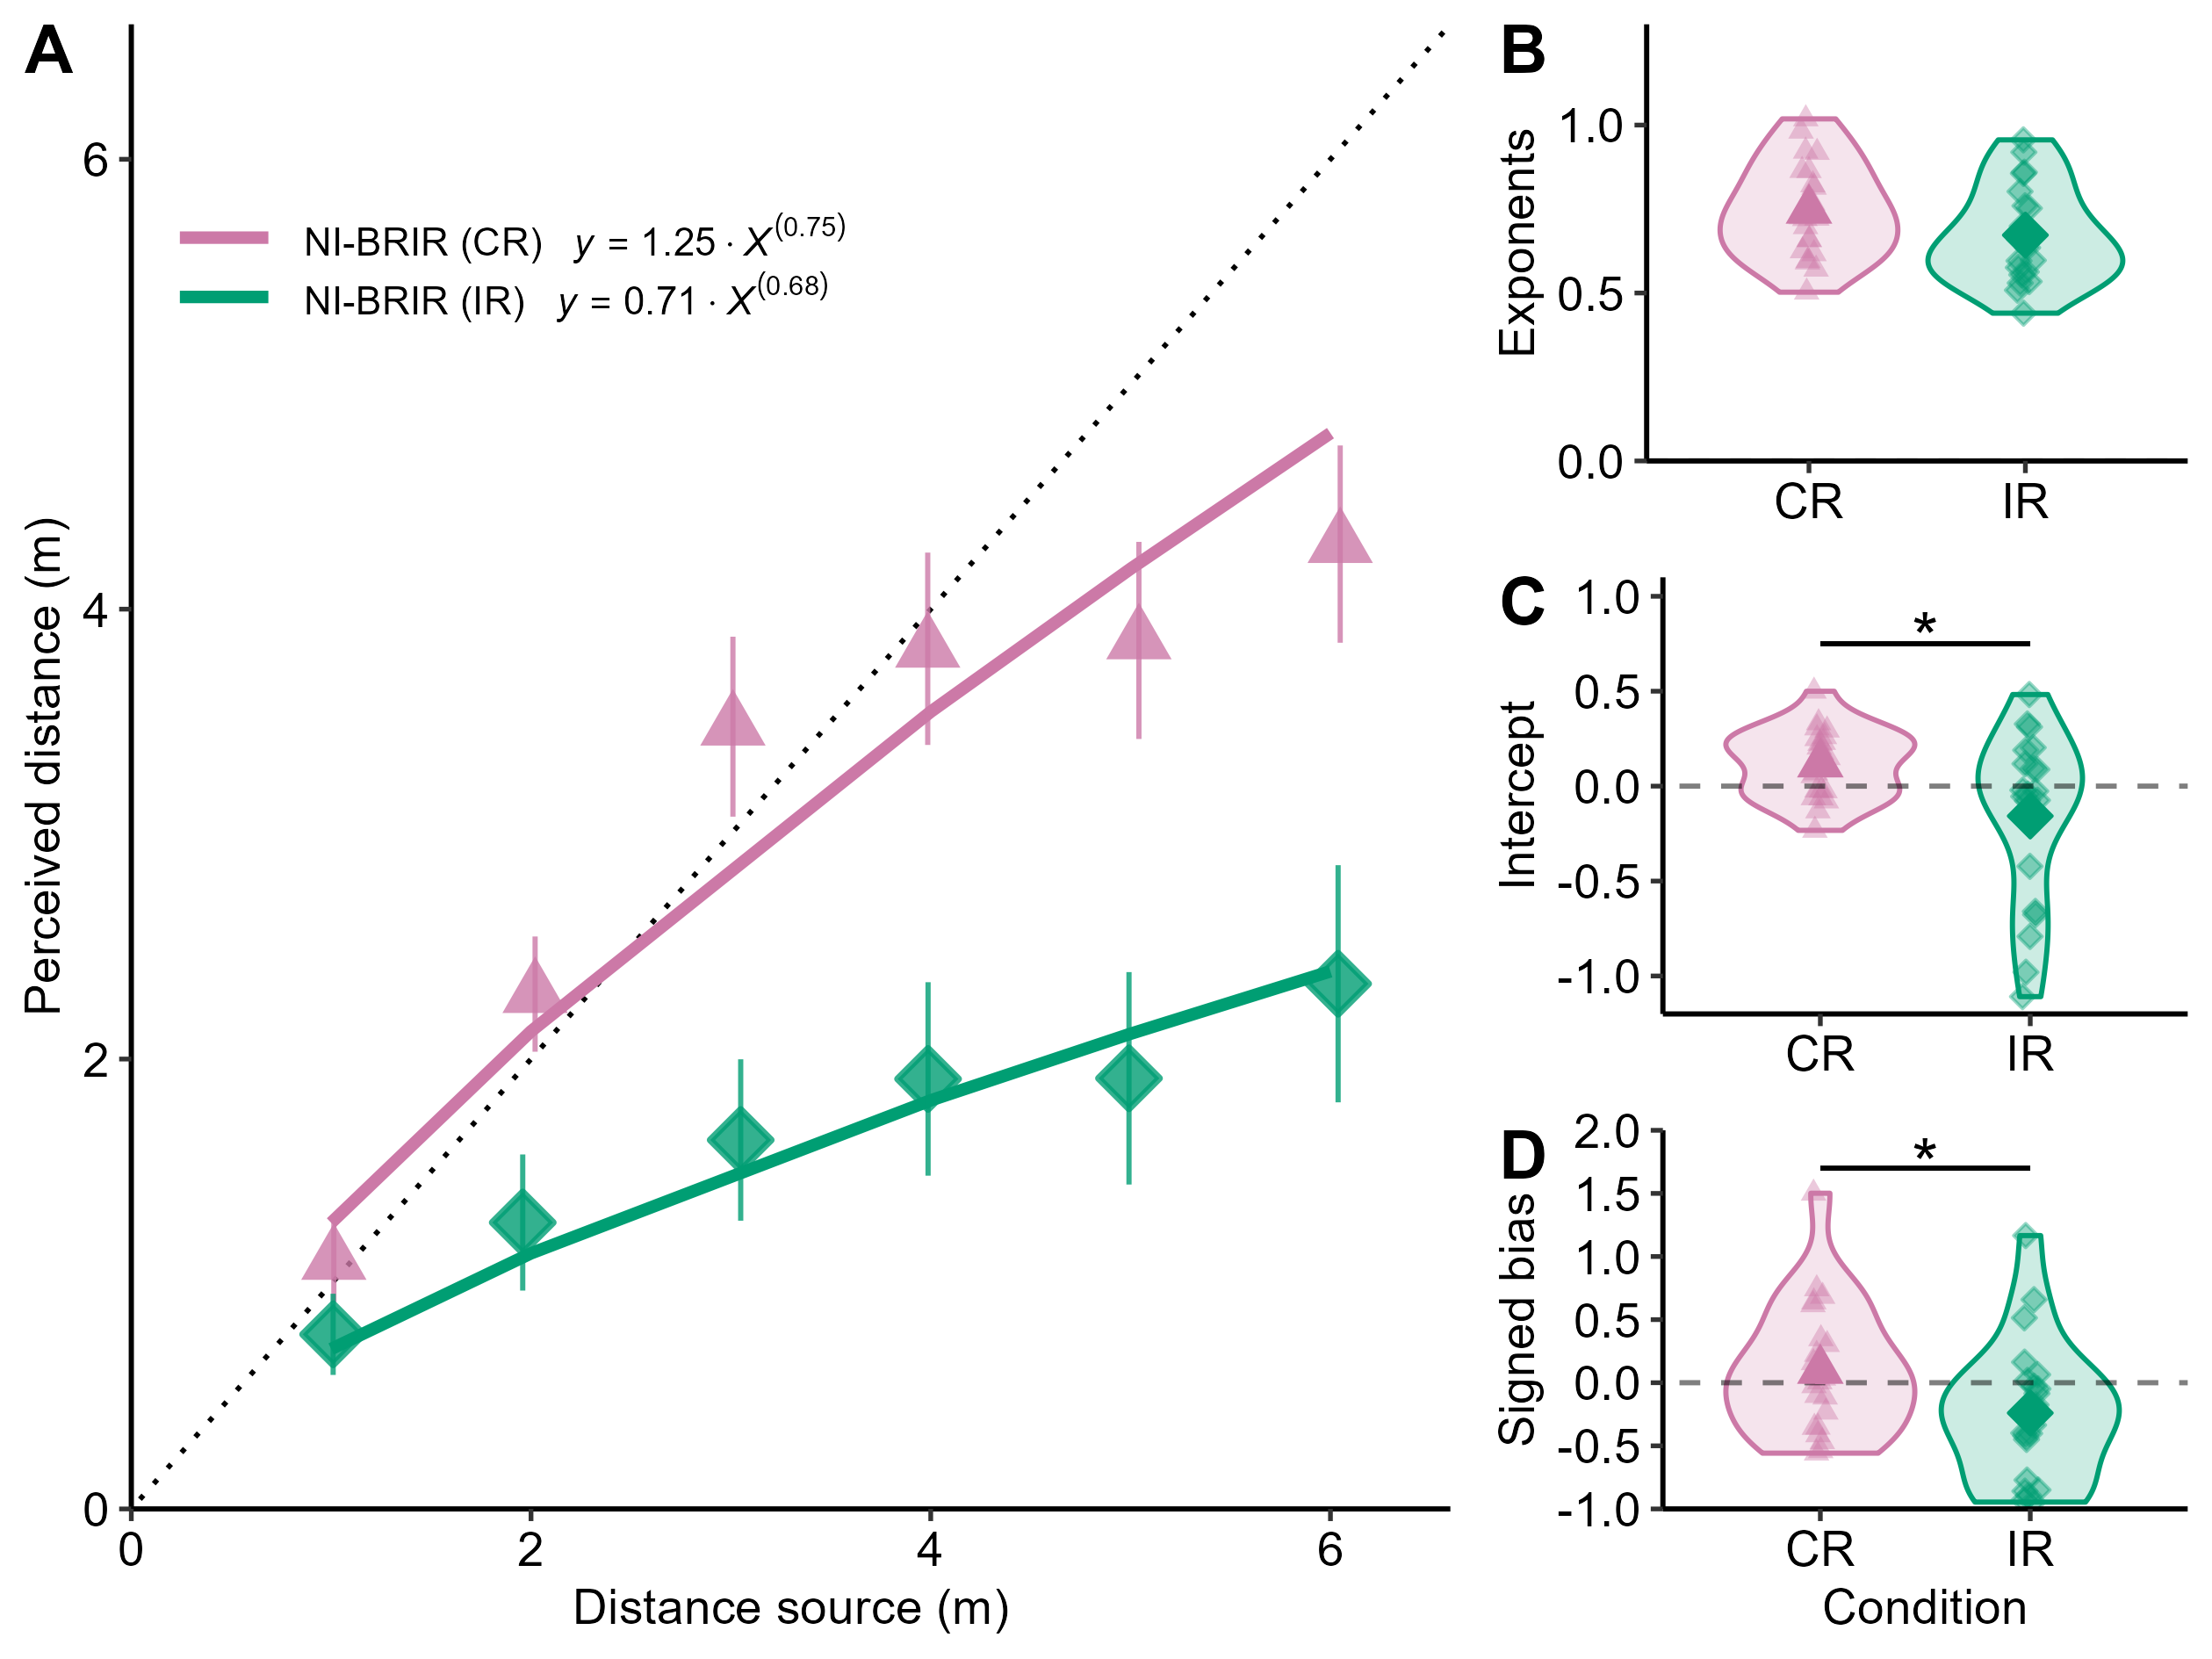 A
6
4
2
0
0 2 4 6
Perceived distance (m)
Distance source (m)
NI-BRIR (CR) y = 1.25 · X^(0.75)
NI-BRIR (IR) y = 0.71 · X^(0.68)
B
1.0
0.5
0.0
Exponents
CR IR
C
1.0
0.5
0.0
-0.5
-1.0
Intercept
*
CR IR
D
2.0
1.5
1.0
0.5
0.0
-0.5
-1.0
Signed bias
*
CR IR
Condition